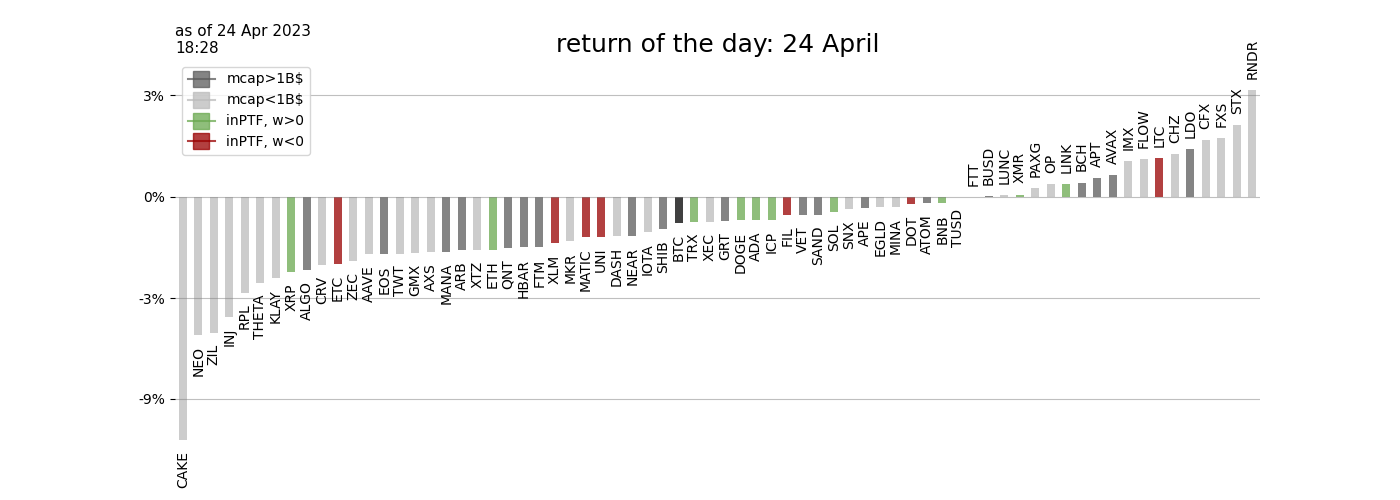 as of 24 Apr 2023
18:28
return of the day: 24 April
mcap>1B$
mcap<1B$
inPTF, w>0
inPTF, w<0
3%
0%
-3%
-9%
CAKE
NEO
ZIL
INJ
RPL
THETA
KLAY
XRP
ALGO
CRV
ETC
ZEC
AAVE
EOS
TWT
GMX
AXS
MANA
ARB
XTZ
ETH
QNT
HBAR
FTM
XLM
MKR
MATIC
UNI
DASH
NEAR
IOTA
SHIB
BTC
TRX
XEC
GRT
DOGE
ADA
ICP
FIL
VET
SAND
SOL
SNX
APE
EGLD
MINA
DOT
ATOM
BNB
TUSD
FTT
BUSD
LUNC
XMR
PAXG
OP
LINK
BCH
APT
AVAX
IMX
FLOW
LTC
CHZ
LDO
CFX
FXS
STX
RNDR